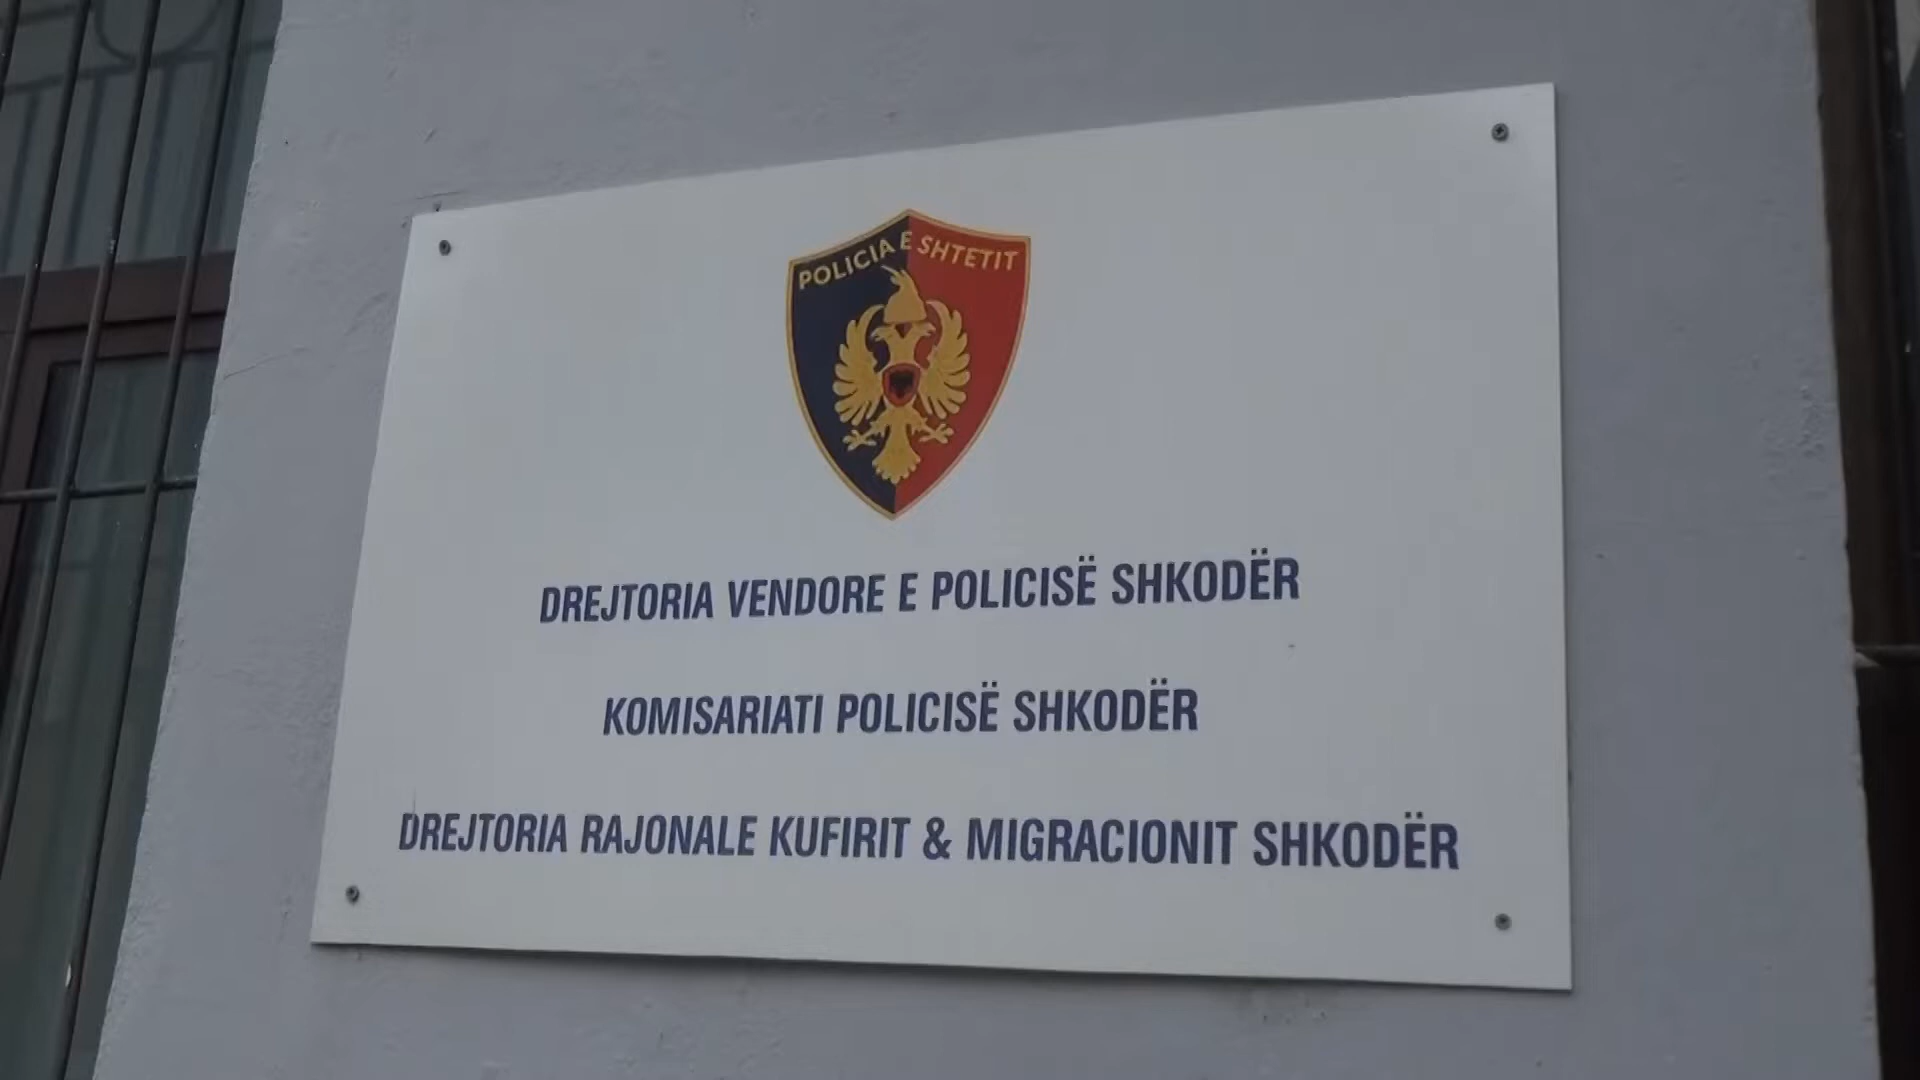 POLICIA E SHTETIT
DREJTORIA VENDORE E POLICISË SHKODËR
KOMISARIATI POLICISË SHKODËR
DREJTORIA RAJONALE KUFIRIT & MIGRACIONIT SHKODËR